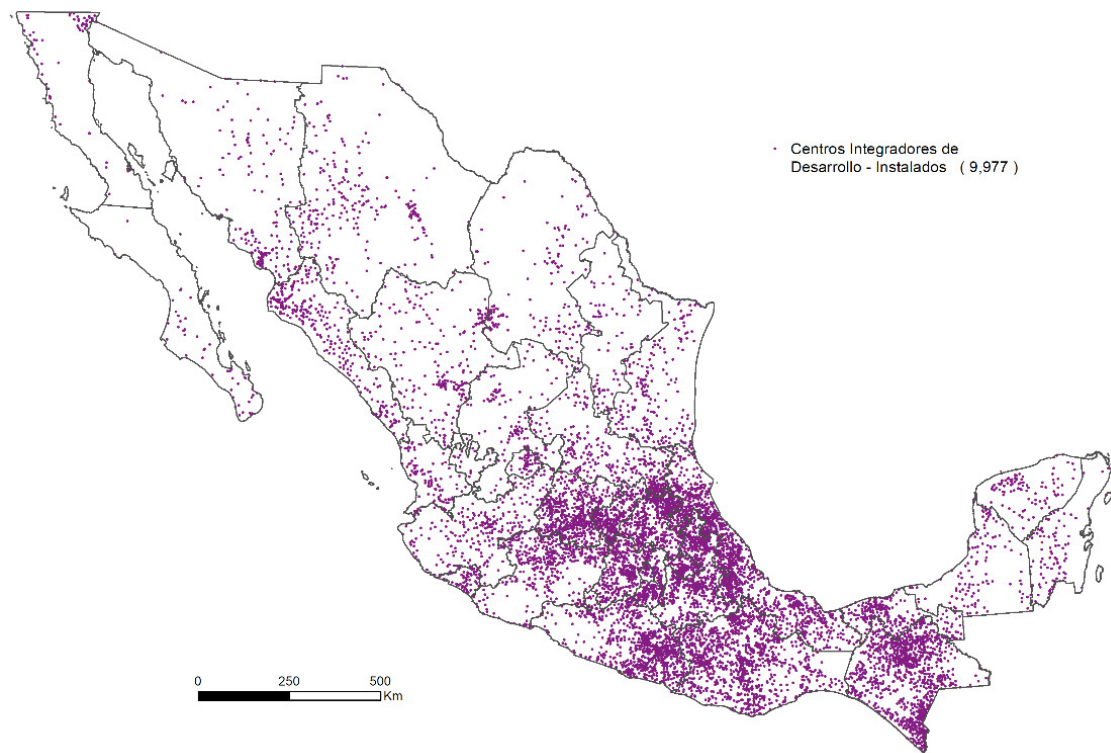 Centros Integradores de
Desarrollo - Instalados ( 9,977 )
0 250 500
Km